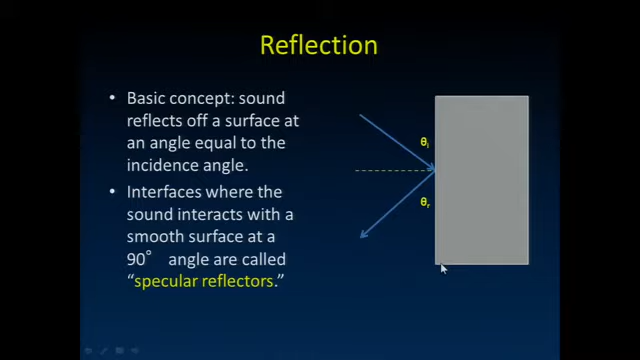 Reflection
• Basic concept: sound
reflects off a surface at
an angle equal to the
incidence angle.
• Interfaces where the
sound interacts with a
smooth surface at a
90° angle are called
“specular reflectors.”
θi
θr